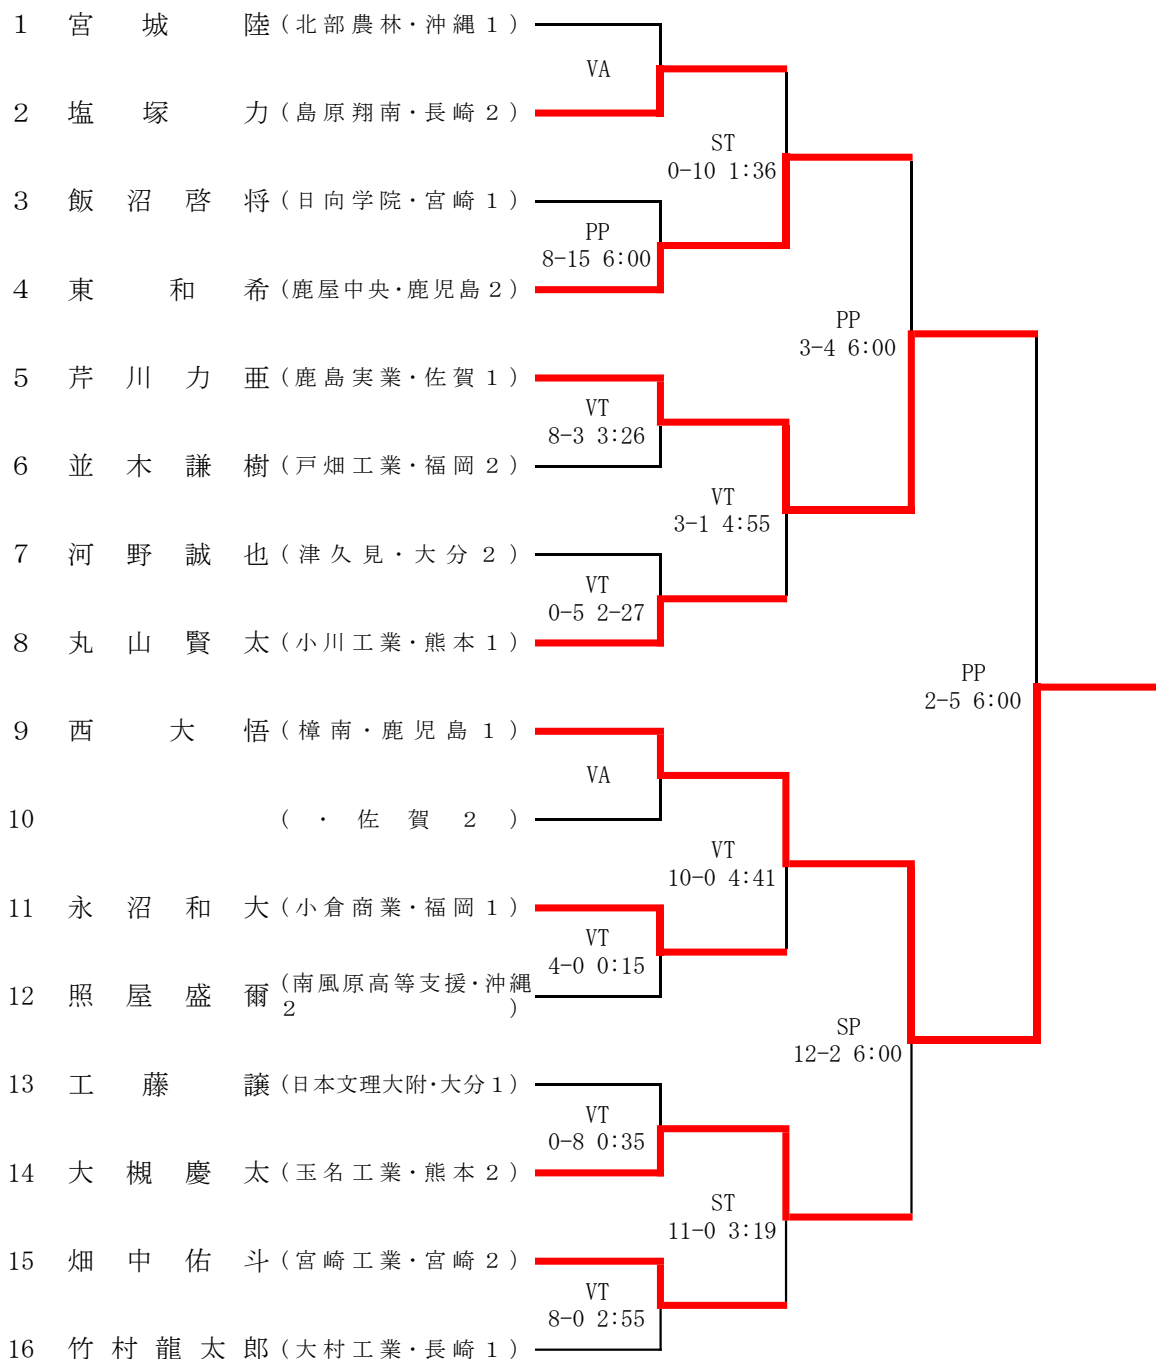 1 宮城陸 (北部農林・沖縄1)
VA
2 塩塚力 (島原翔南・長崎2)
ST
0-10 1:36
3 飯沼啓将 (日向学院・宮崎1)
PP
8-15 6:00
4 東和希 (鹿屋中央・鹿児島2)
PP
3-4 6:00
5 芹川力亜 (鹿島実業・佐賀1)
VT
8-3 3:26
6 並木謙樹 (戸畑工業・福岡2)
VT
3-1 4:55
7 河野誠也 (津久見・大分2)
VT
0-5 2-27
8 丸山賢太 (小川工業・熊本1)
PP
2-5 6:00
9 西大悟 (樟南・鹿児島1)
VA
10 (・佐賀2)
VT
10-0 4:41
11 永沼和大 (小倉商業・福岡1)
VT
4-0 0:15
12 照屋盛爾 (南風原高等支援・沖縄
2)
SP
12-2 6:00
13 工藤譲 (日本文理大附・大分1)
VT
0-8 0:35
14 大槻慶太 (玉名工業・熊本2)
ST
11-0 3:19
15 畑中佑斗 (宮崎工業・宮崎2)
VT
8-0 2:55
16 竹村龍太郎 (大村工業・長崎1)